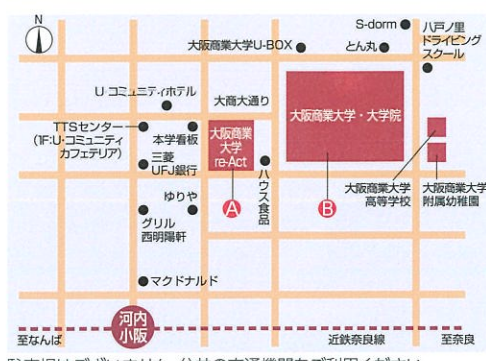 N
S-dorm
八戸ノ里
ドライビング
スクール
大阪商業大学U-BOX
とん丸
U・コミュニティホテル
大商大通り
TTSセンター
(1F:U・コミュニティ
カフェテリア)
本学看板
大阪商業
大学
re-Act
大阪商業大学・大学院
三菱
UFJ銀行
ハウス食品
大阪商業大学
高等学校
大阪商業大学
附属幼稚園
ゆりや
A
B
グリル
西明陽軒
マクドナルド
河内
小阪
至なんば
近鉄奈良線
至奈良